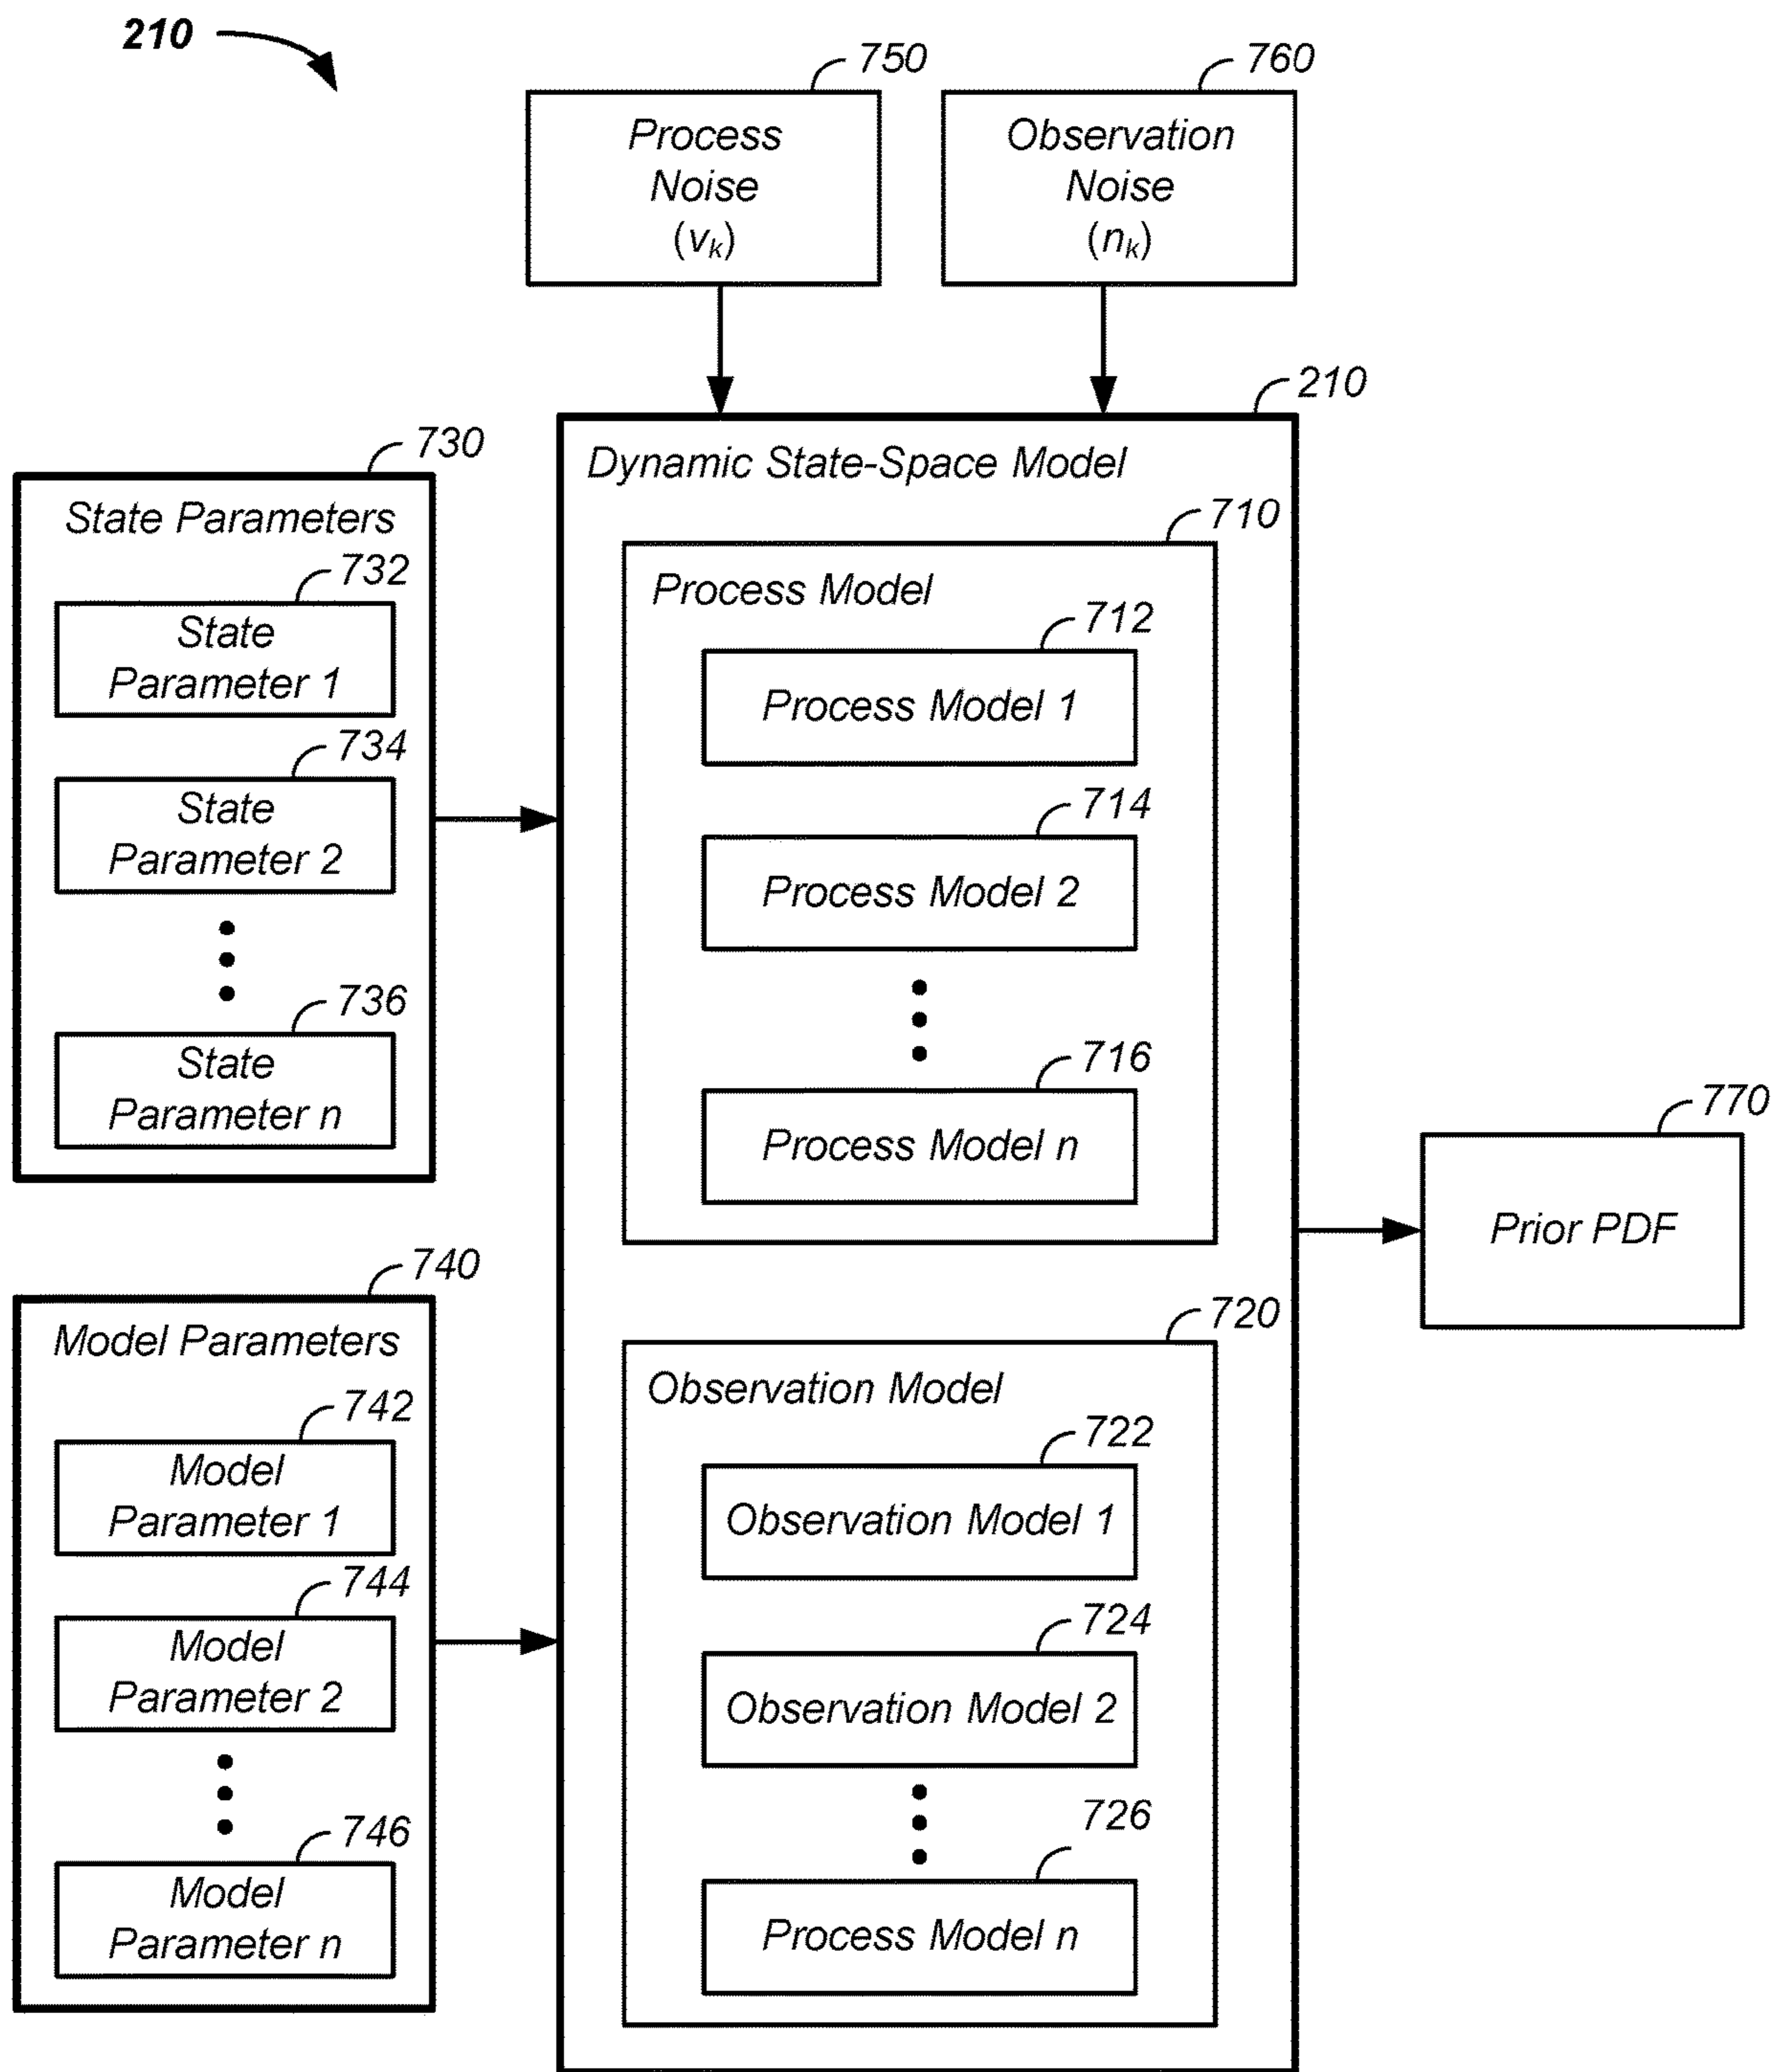 210
750
760
Process
Noise
(vk)
Observation
Noise
(nk)
210
Dynamic State-Space Model
730
State Parameters
732
State
Parameter 1
734
State
Parameter 2
736
State
Parameter n
710
Process Model
712
Process Model 1
714
Process Model 2
716
Process Model n
770
Prior PDF
740
Model Parameters
742
Model
Parameter 1
744
Model
Parameter 2
746
Model
Parameter n
720
Observation Model
722
Observation Model 1
724
Observation Model 2
726
Process Model n